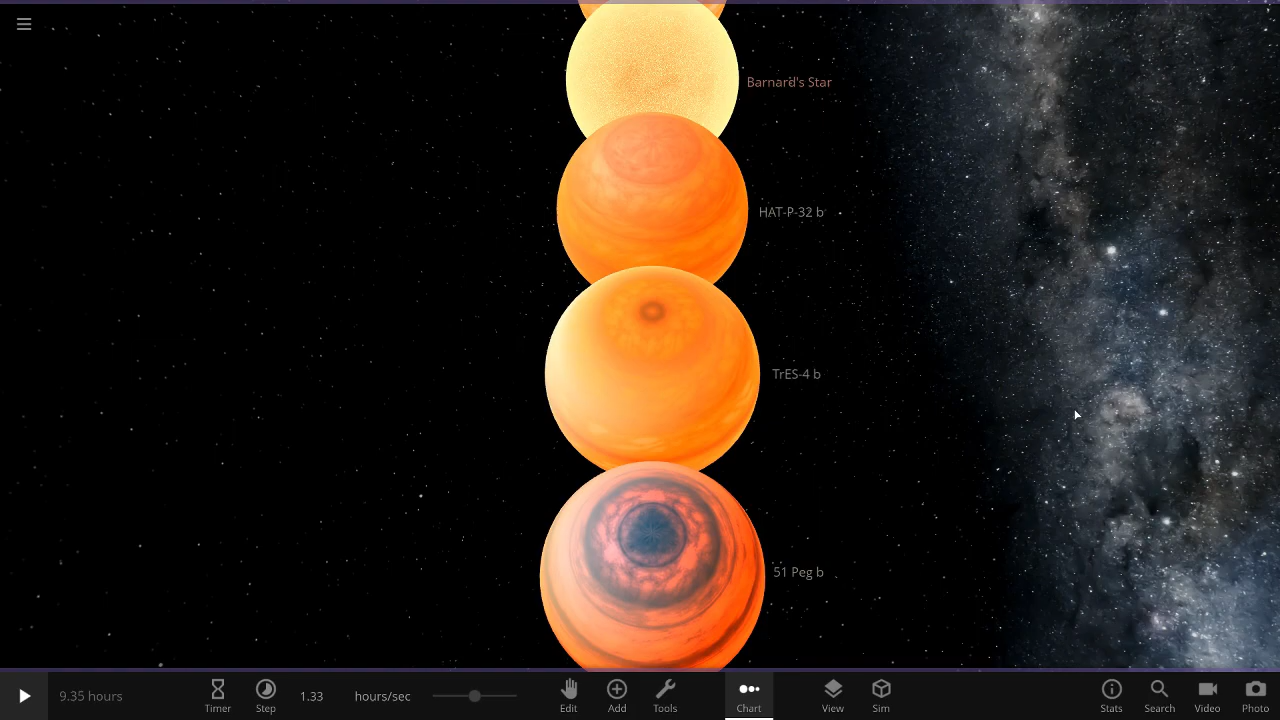 Barnard's Star
HAT-P-32 b
TrES-4 b
51 Peg b
9.35 hours
Timer
Step
1.33
hours/sec
Edit
Add
Tools
Chart
View
Sim
Stats
Search
Video
Photo